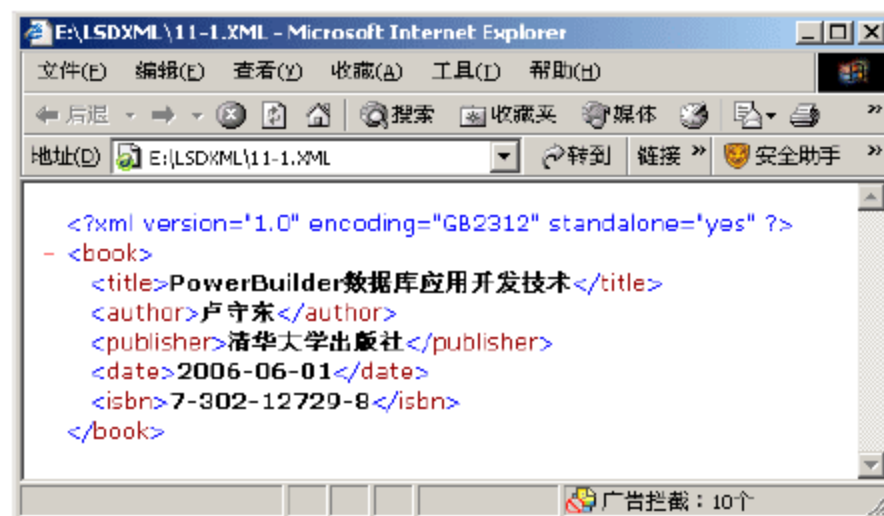 E:\LSDXML\11-1.XML - Microsoft Internet Explorer
文件(F) 编辑(E) 查看(V) 收藏(A) 工具(T) 帮助(H)
后退 搜索 收藏夹 媒体 »
地址(D) E:\LSDXML\11-1.XML 转到 链接 » 安全助手 »
<?xml version="1.0" encoding="GB2312" standalone="yes" ?>
- <book>
<title>PowerBuilder数据库应用开发技术</title>
<author>卢守东</author>
<publisher>清华大学出版社</publisher>
<date>2006-06-01</date>
<isbn>7-302-12729-8</isbn>
</book>
广告拦截：10个